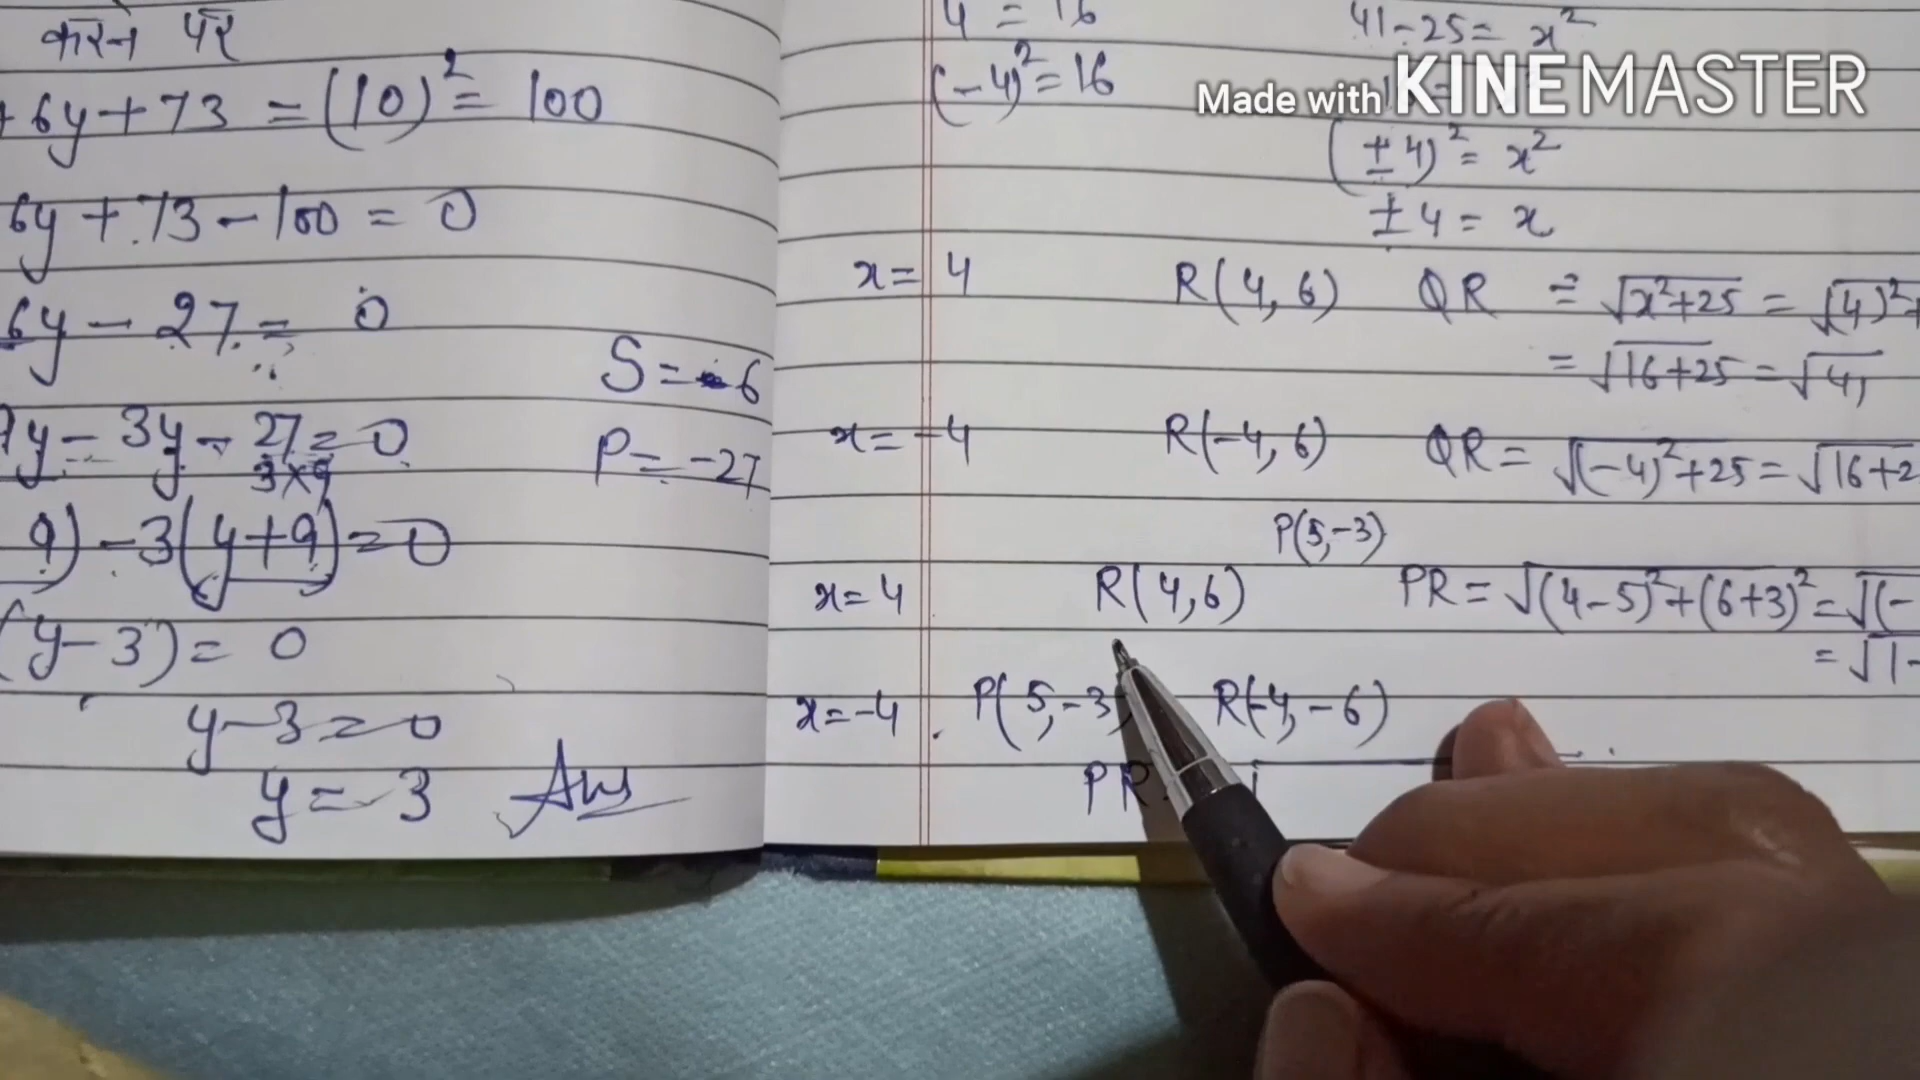 करने पर
+ 6y + 73 = (10)² = 100
6y + 73 - 100 = 0
6y - 27 = 0
S = 6
P = -27
9y - 3y - 27 = 0
3×9
9) - 3(y+9) = 0
(y-3) = 0
y-3=0
y = 3 Ans
4 = 16
(-4)² = 16
41-25 = x²
Made with KINEMASTER
(±4)² = x²
±4 = x
x = 4 R(4,6) QR = √x²+25 = √(4)²+
= √16+25 = √41
x = -4 R(-4,6) QR = √(-4)²+25 = √16+2
P(5,-3)
x=4 R(4,6) PR = √(4-5)²+(6+3)² = √(-
= √1-
x=-4 P(5,-3) R(-4,-6)
PR